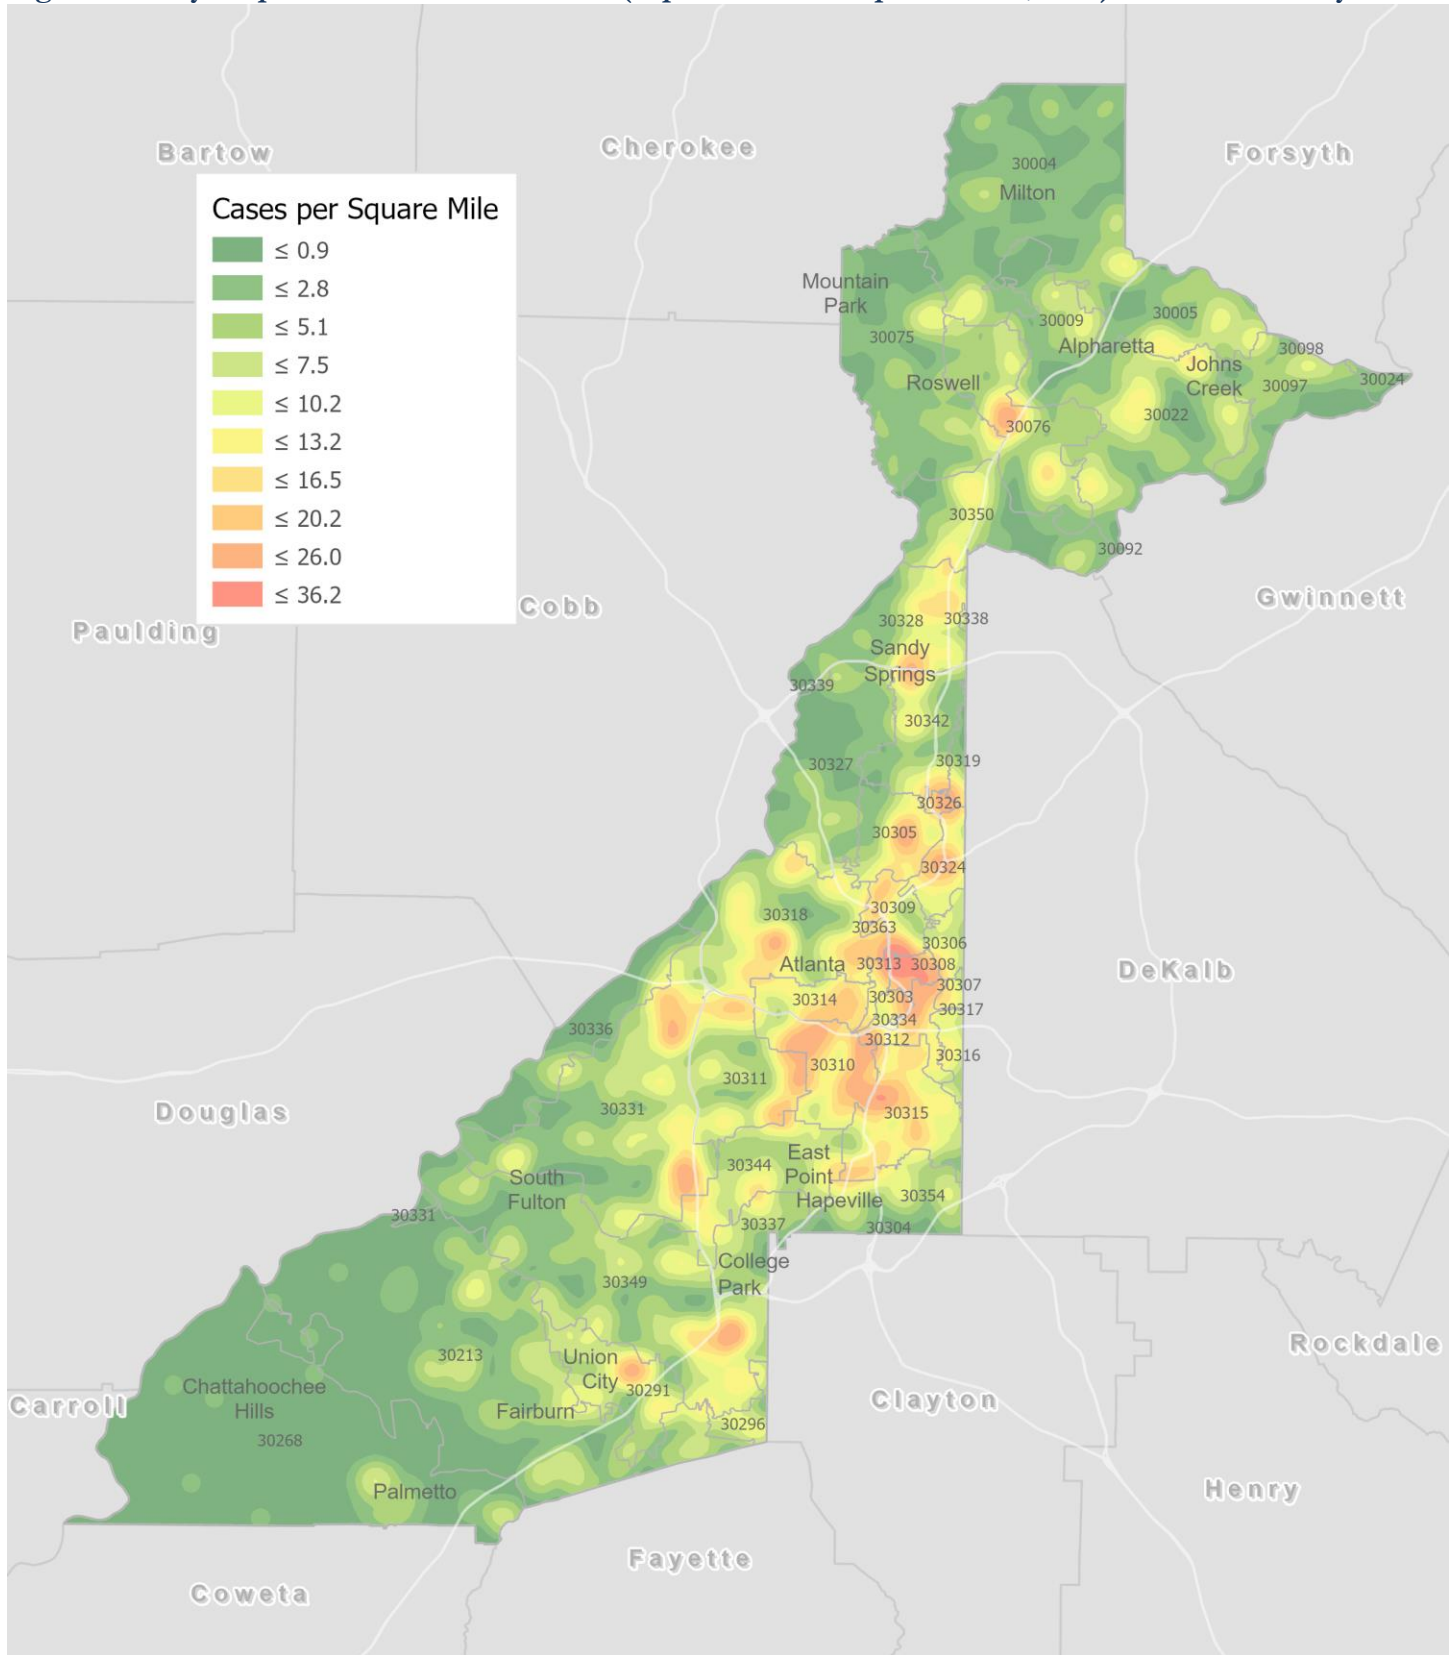 Bartow
Cherokee
Forsyth
Cases per Square Mile
≤ 0.9
≤ 2.8
≤ 5.1
≤ 7.5
≤ 10.2
≤ 13.2
≤ 16.5
≤ 20.2
≤ 26.0
≤ 36.2
30004
Milton
Mountain
Park
30075
30009
30005
Alpharetta
30098
Johns
Creek
30024
30097
Roswell
30022
30076
30350
30092
Paulding
Cobb
Gwinnett
30328
30338
Sandy
Springs
30339
30342
30327
30319
30326
30305
30324
30318
30309
30363
30306
Atlanta
30313
30308
DeKalb
30307
30314
30303
30317
30334
30336
30312
30316
30310
30311
Douglas
30331
30315
East
Point
30344
South
Fulton
Hapeville
30354
30331
30337
30304
College
Park
30349
Rockdale
30213
Union
City
30291
Chattahoochee
Hills
Carroll
Clayton
Fairburn
30296
30268
Palmetto
Henry
Fayette
Coweta